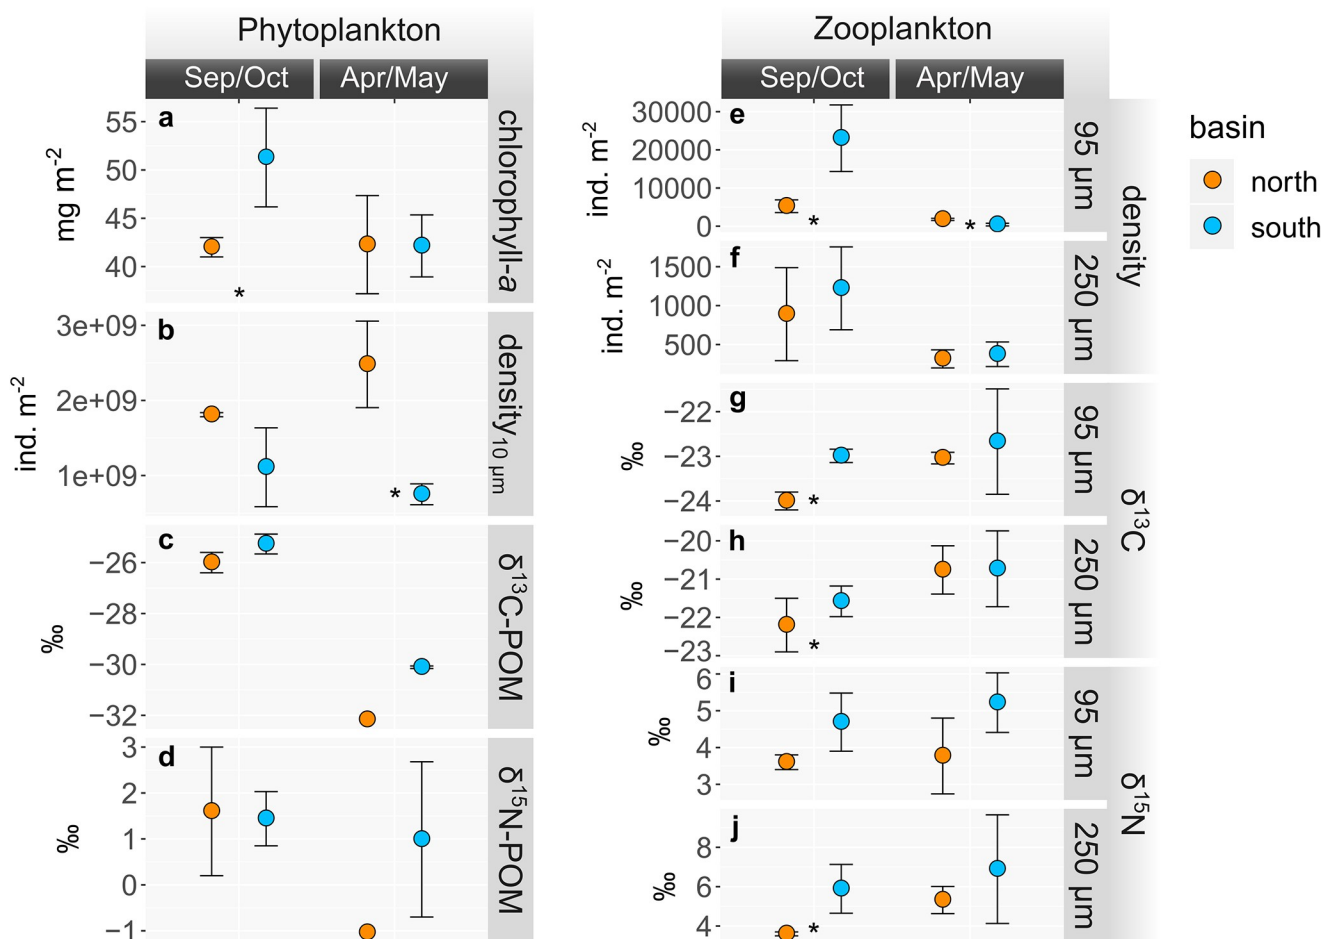 Phytoplankton
Sep/Oct Apr/May
a
55
50
45
40
mg m⁻²
*
chlorophyll-a
b
3e+09
2e+09
1e+09
ind. m⁻²
*
density₁₀ μm
c
−26
−28
−30
−32
‰
δ¹³C-POM
d
3
2
1
0
−1
‰
δ¹⁵N-POM
Zooplankton
Sep/Oct Apr/May
e
30000
20000
10000
0
ind. m⁻²
* *
95 μm
f
1500
1000
500
ind. m⁻²
250 μm
density
g
−22
−23
−24
‰
*
95 μm
h
−20
−21
−22
−23
‰
*
250 μm
δ¹³C
i
6
5
4
3
‰
95 μm
j
8
6
4
‰
*
250 μm
δ¹⁵N
basin
north
south